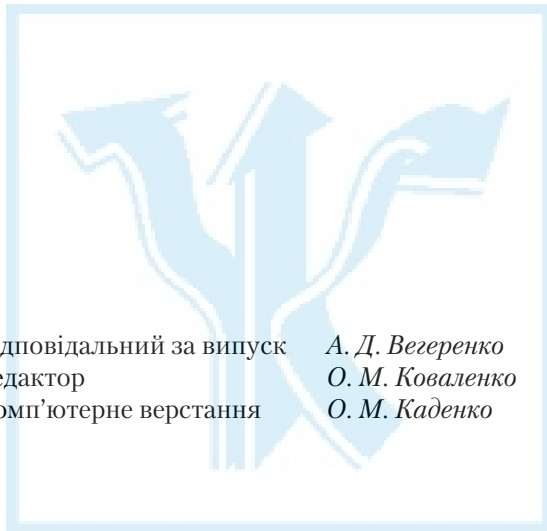 дповідальний за випуск А. Д. Вегеренко
едактор О. М. Коваленко
омп’ютерне верстання О. М. Каденко